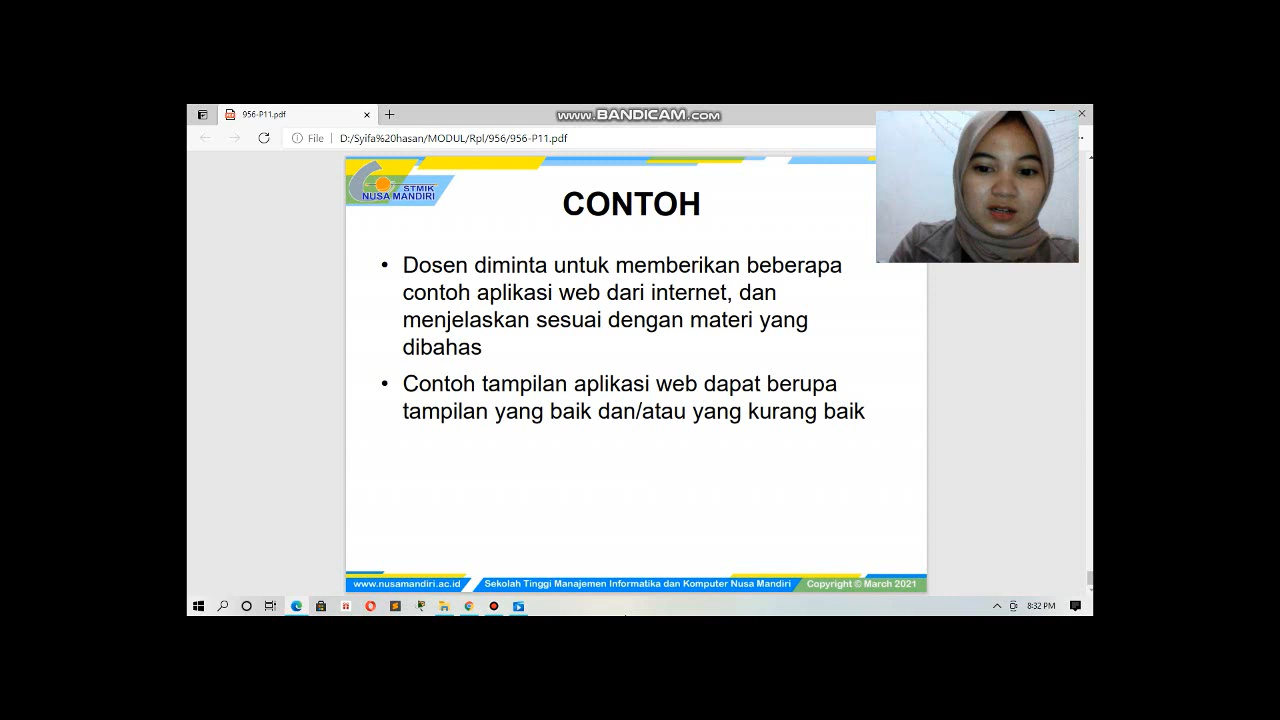 956-P11.pdf
www.BANDICAM.com
File D:/Syifa%20hasan/MODUL/Rpl/956/956-P11.pdf
STMIK
NUSA MANDIRI
CONTOH
• Dosen diminta untuk memberikan beberapa
contoh aplikasi web dari internet, dan
menjelaskan sesuai dengan materi yang
dibahas
• Contoh tampilan aplikasi web dapat berupa
tampilan yang baik dan/atau yang kurang baik
www.nusamandiri.ac.id Sekolah Tinggi Manajemen Informatika dan Komputer Nusa Mandiri Copyright © March 2021
8:32 PM